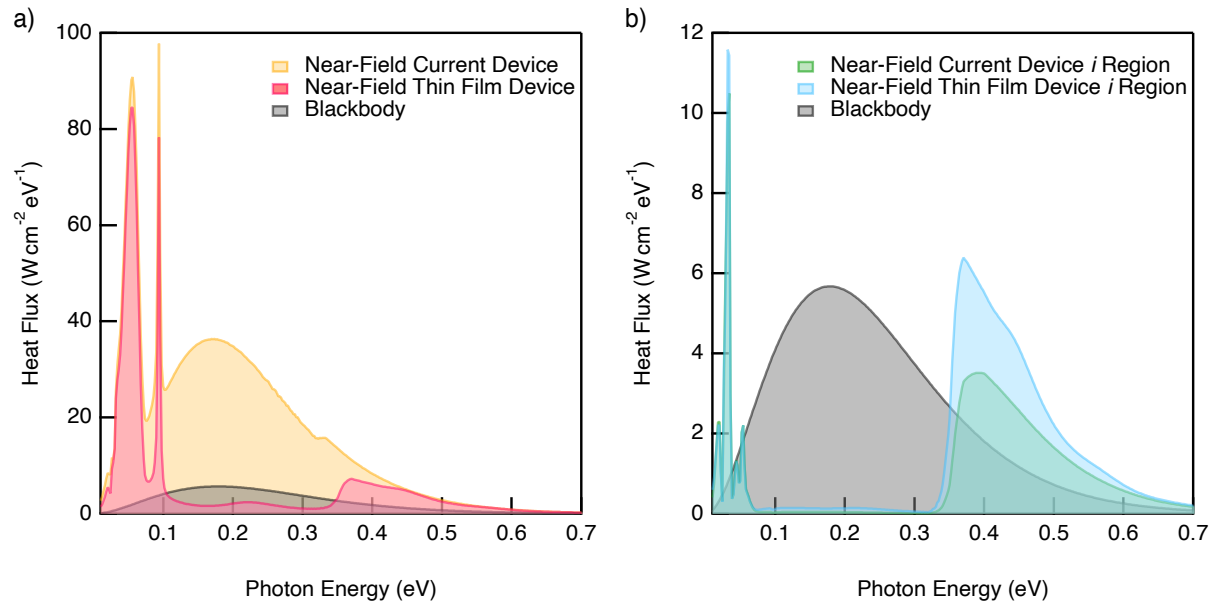 a)
100
80
60
40
20
0
Heat Flux (W cm⁻² eV⁻¹)
Near-Field Current Device
Near-Field Thin Film Device
Blackbody
0.1 0.2 0.3 0.4 0.5 0.6 0.7
Photon Energy (eV)
b)
12
10
8
6
4
2
0
Heat Flux (W cm⁻² eV⁻¹)
Near-Field Current Device i Region
Near-Field Thin Film Device i Region
Blackbody
0.1 0.2 0.3 0.4 0.5 0.6 0.7
Photon Energy (eV)